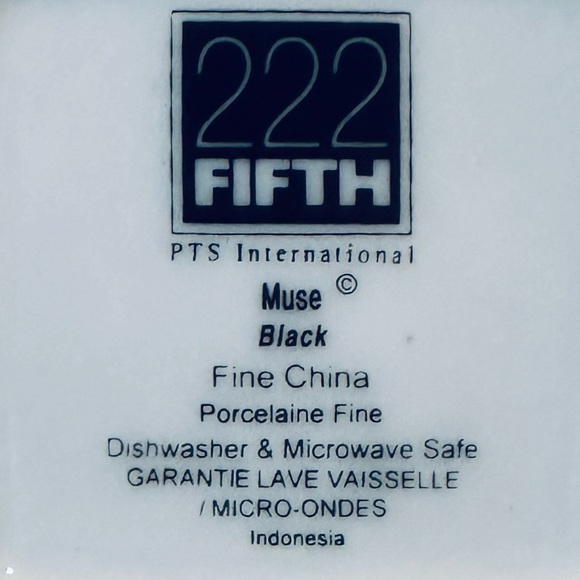 222
FIFTH
PTS International
Muse ©
Black
Fine China
Porcelaine Fine
Dishwasher & Microwave Safe
GARANTIE LAVE VAISSELLE
/ MICRO-ONDES
Indonesia